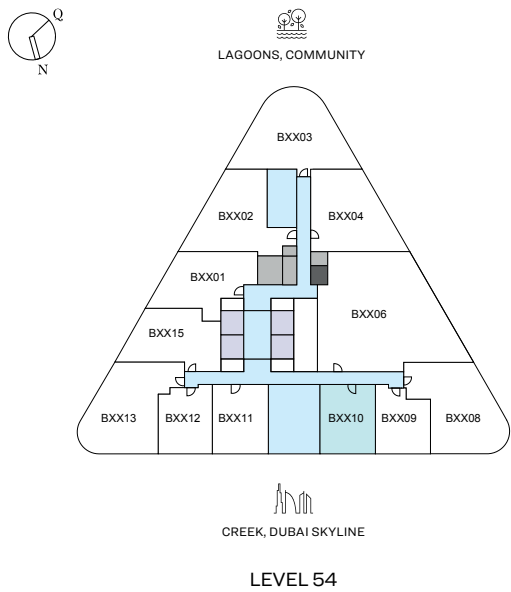 Q
N
LAGOONS, COMMUNITY
BXX03
BXX02
BXX04
BXX01
BXX06
BXX15
BXX13
BXX12
BXX11
BXX10
BXX09
BXX08
CREEK, DUBAI SKYLINE
LEVEL 54